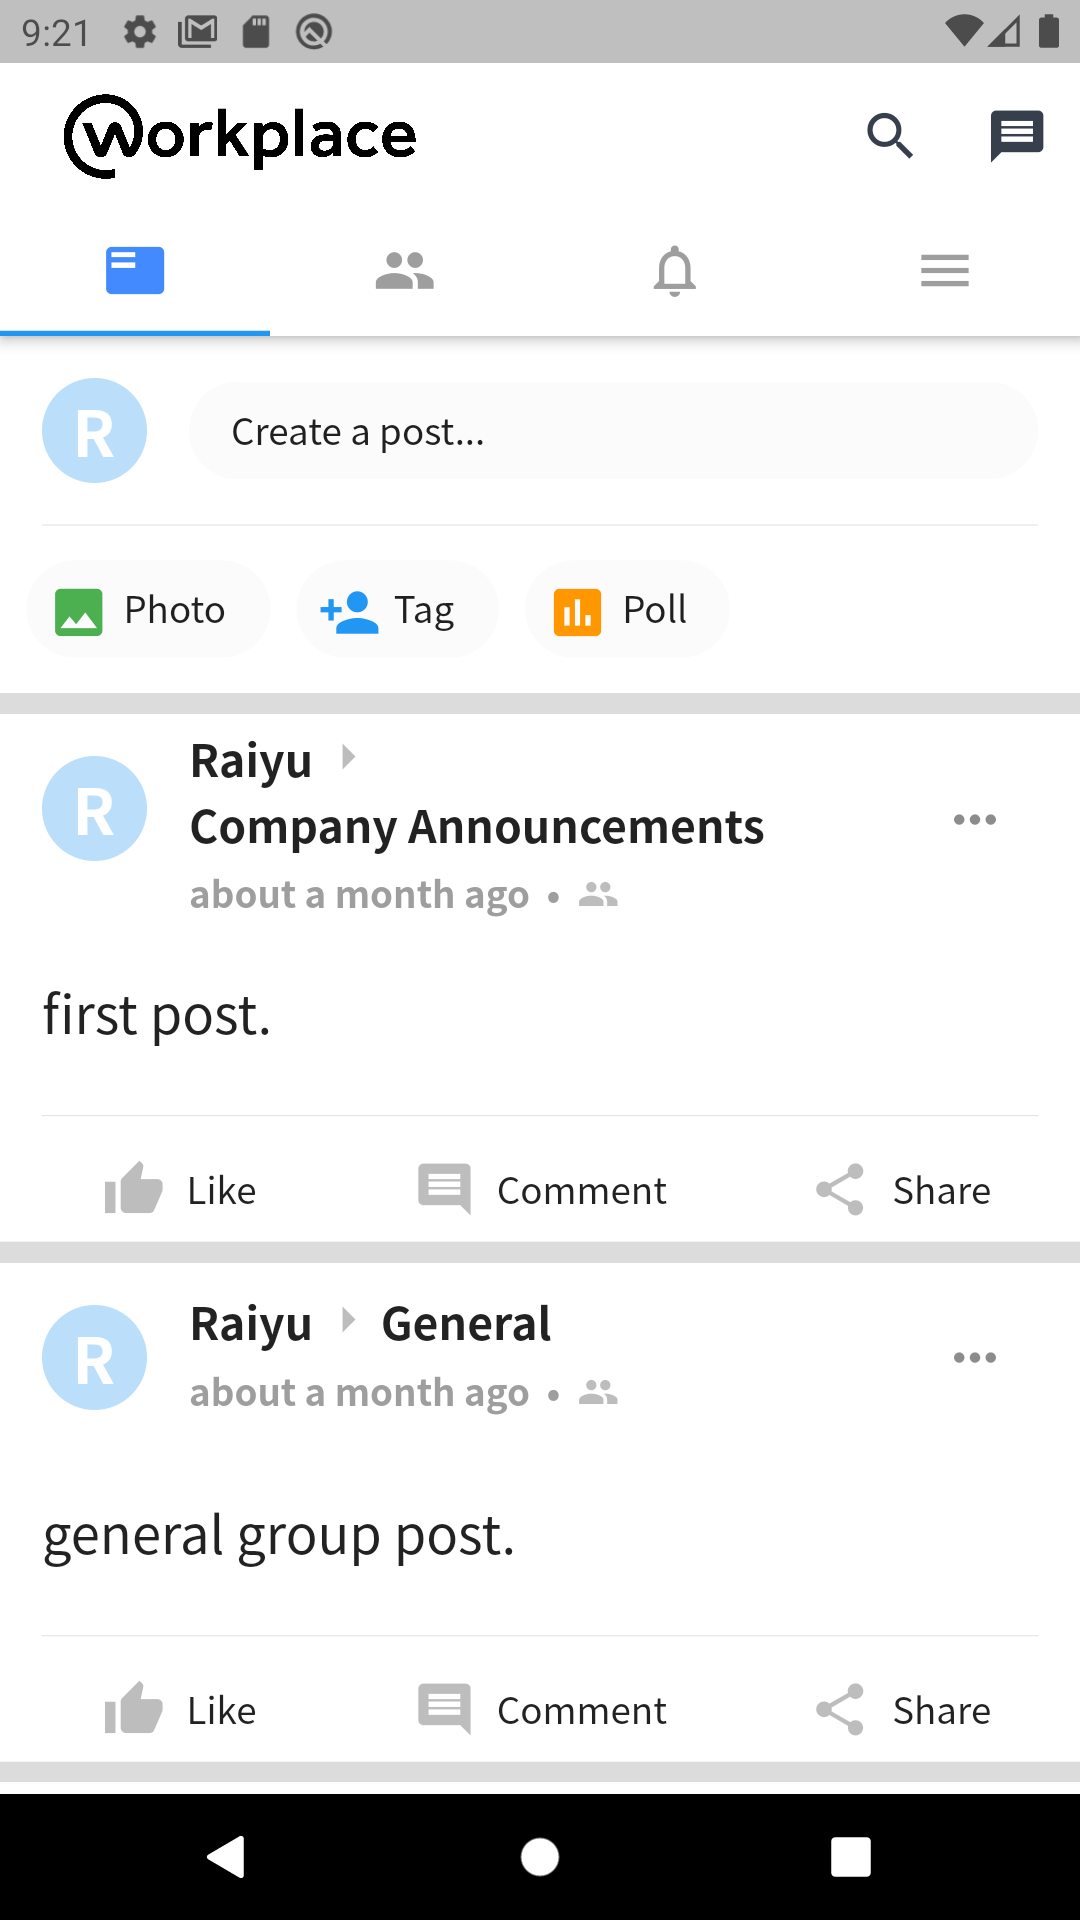 9:21
Workplace
R
Create a post...
Photo
Tag
Poll
R
Raiyu
Company Announcements
about a month ago •
first post.
Like
Comment
Share
R
Raiyu
General
about a month ago •
general group post.
Like
Comment
Share